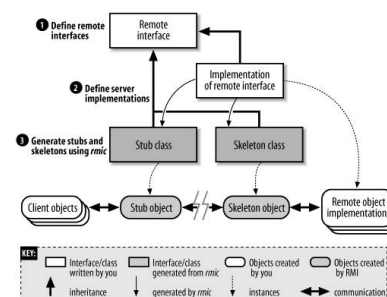 1 Define remote
interfaces
Remote
interface
2 Define server
implementations
Implementation
of remote interface
3 Generate stubs and
skeletons using rmic
Stub class
Skeleton class
Client objects
Stub object
Skeleton object
Remote object
implementations
KEY:
Interface/class
written by you
Interface/class
generated from rmic
Objects created
by you
Objects created
by RMI
inheritance
generated by rmic
instances
communication